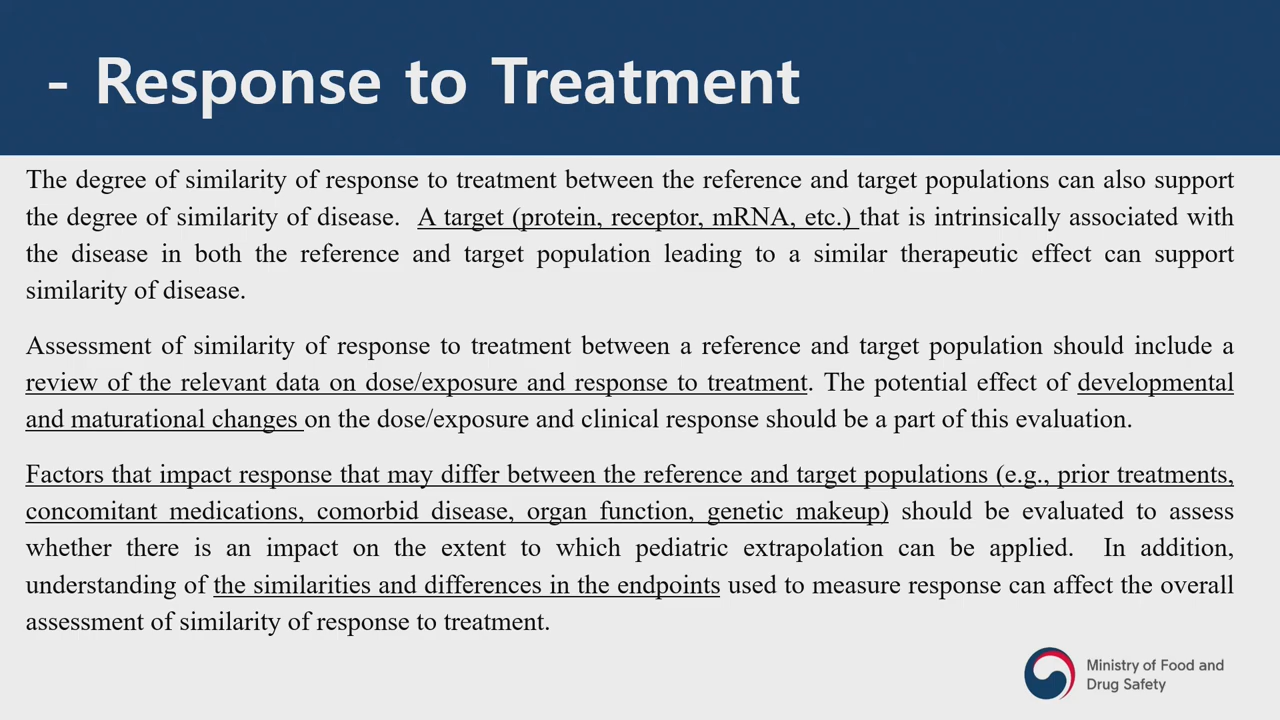 - Response to Treatment
The degree of similarity of response to treatment between the reference and target populations can also support
the degree of similarity of disease. A target (protein, receptor, mRNA, etc.) that is intrinsically associated with
the disease in both the reference and target population leading to a similar therapeutic effect can support
similarity of disease.
Assessment of similarity of response to treatment between a reference and target population should include a
review of the relevant data on dose/exposure and response to treatment. The potential effect of developmental
and maturational changes on the dose/exposure and clinical response should be a part of this evaluation.
Factors that impact response that may differ between the reference and target populations (e.g., prior treatments,
concomitant medications, comorbid disease, organ function, genetic makeup) should be evaluated to assess
whether there is an impact on the extent to which pediatric extrapolation can be applied. In addition,
understanding of the similarities and differences in the endpoints used to measure response can affect the overall
assessment of similarity of response to treatment.
Ministry of Food and
Drug Safety